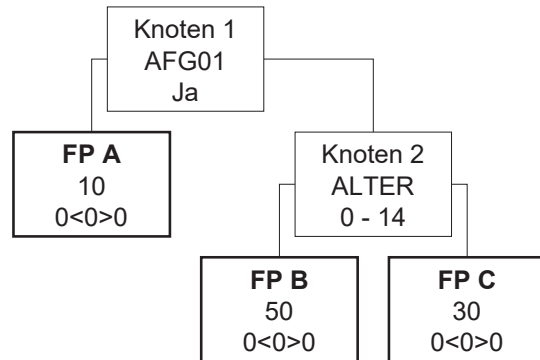 Knoten 1
AFG01
Ja
FP A
10
0<0>0
Knoten 2
ALTER
0 - 14
FP B
50
0<0>0
FP C
30
0<0>0